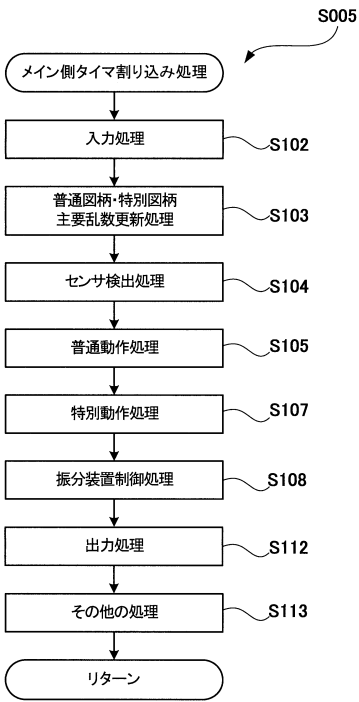 S005
メイン側タイマ割り込み処理
入力処理
S102
普通図柄・特別図柄
主要乱数更新処理
S103
センサ検出処理
S104
普通動作処理
S105
特別動作処理
S107
振分装置制御処理
S108
出力処理
S112
その他の処理
S113
リターン